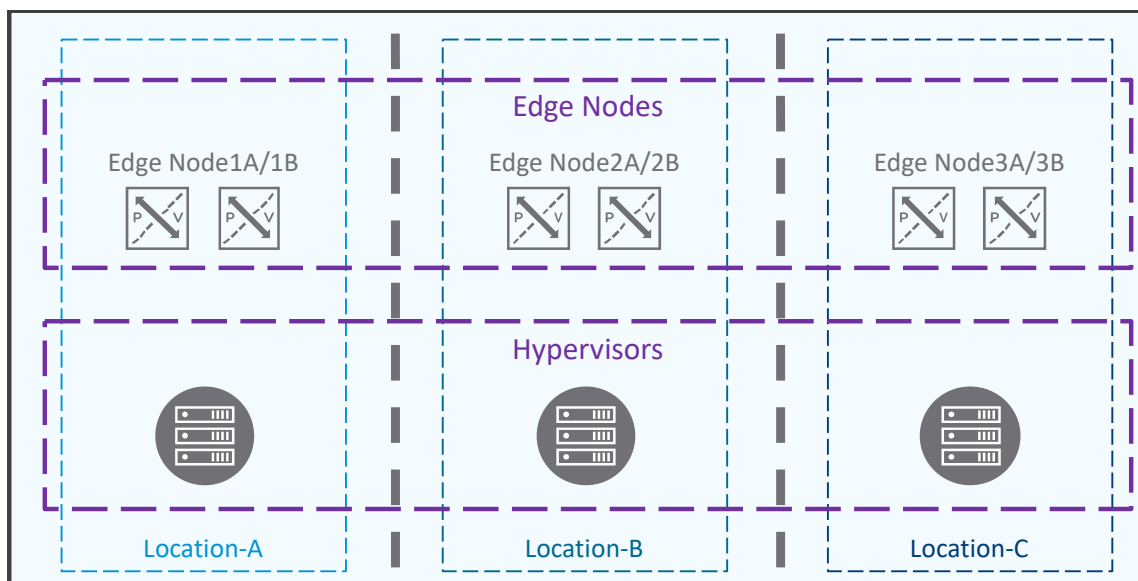 Edge Nodes
Edge Node1A/1B
Edge Node2A/2B
Edge Node3A/3B
P V
P V
P V
P V
P V
P V
Hypervisors
Location-A
Location-B
Location-C